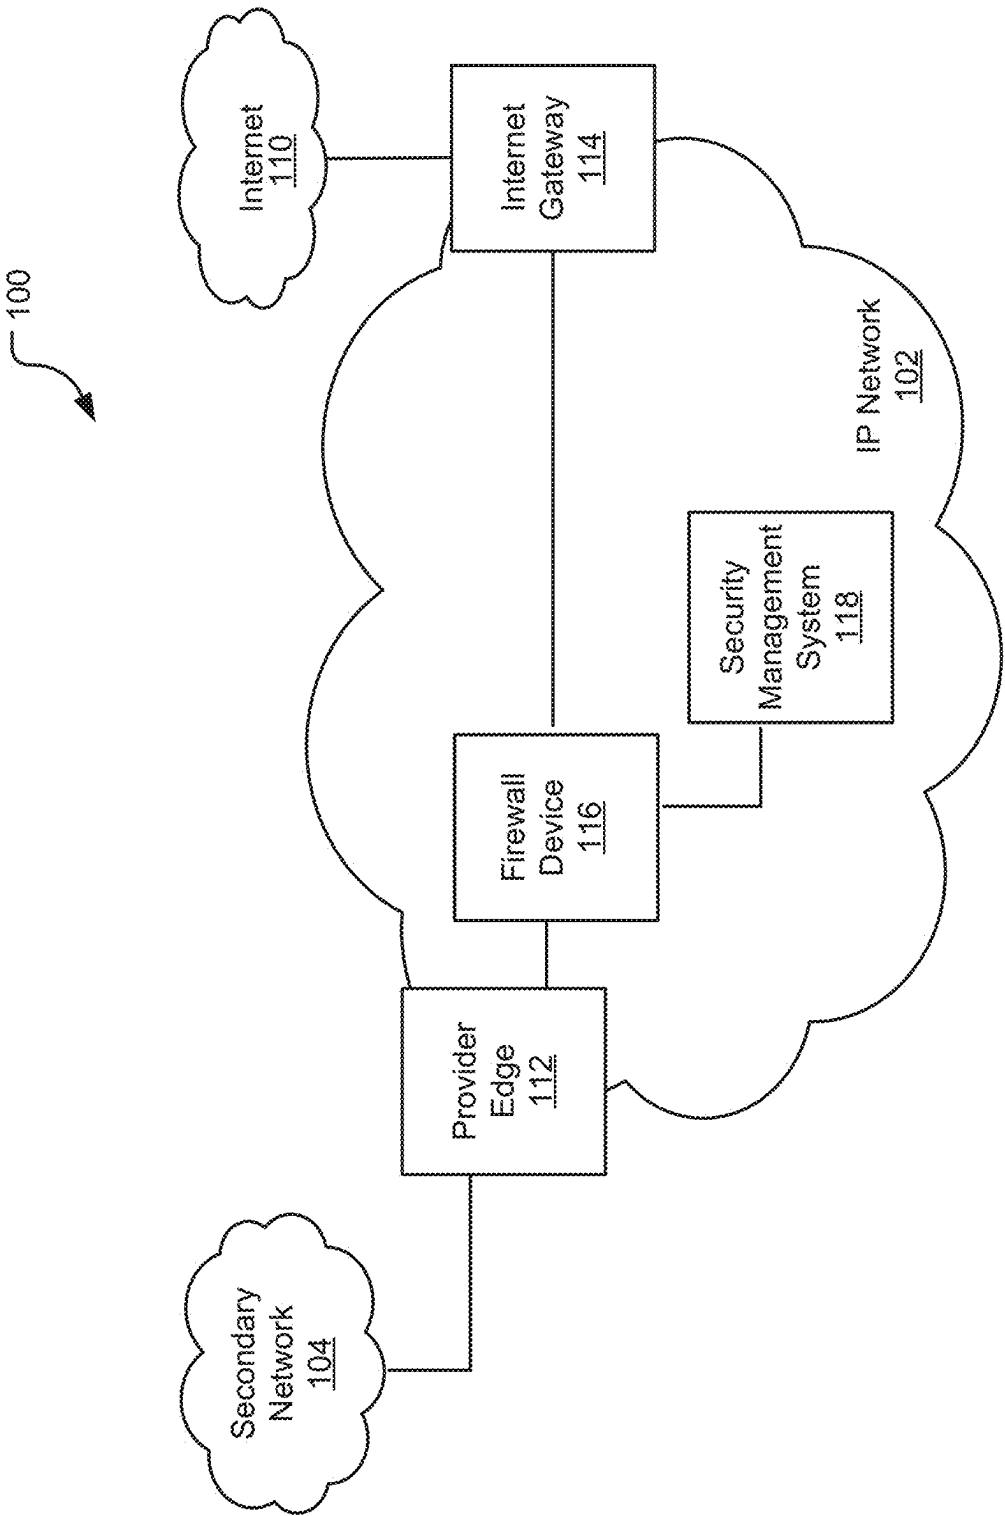 100
Internet
110
Internet
Gateway
114
IP Network
102
Security
Management
System
118
Firewall
Device
116
Provider
Edge
112
Secondary
Network
104